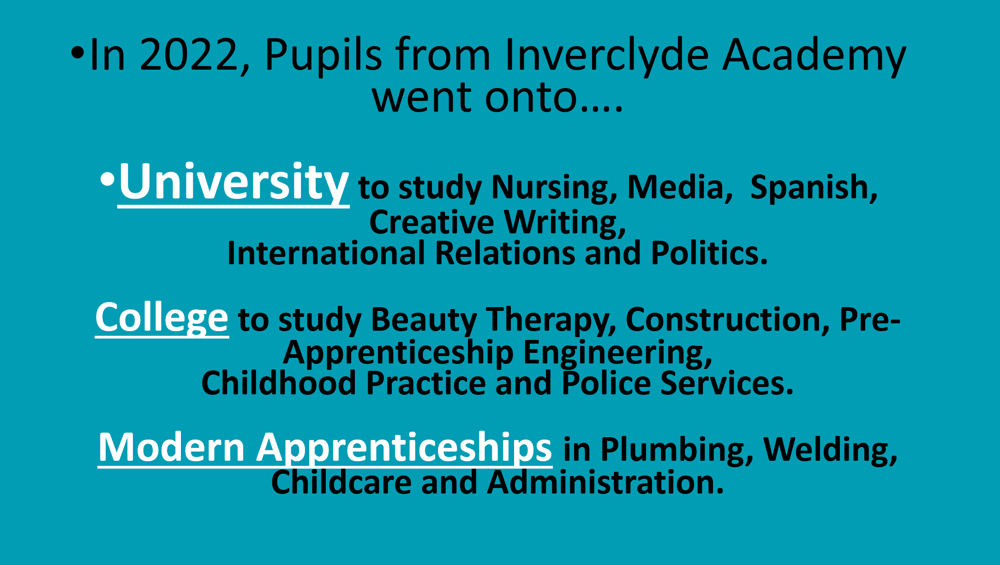 •In 2022, Pupils from Inverclyde Academy
went onto….
•University to study Nursing, Media,  Spanish,
Creative Writing,
International Relations and Politics.
College to study Beauty Therapy, Construction, Pre-
Apprenticeship Engineering,
Childhood Practice and Police Services.
Modern Apprenticeships in Plumbing, Welding,
Childcare and Administration.